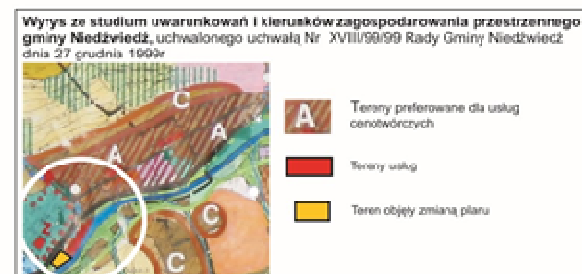 Wyrys ze studium uwarunkowań i kierunków zagospodarowania przestrzennego
gminy Niedźwiedź, uchwalonego uchwałą Nr XVIII/99/99 Rady Gminy Niedźwiedź
dnia 27 grudnia 1999r
C
A
A
C
C
Z
A
Tereny preferowane dla usług
centotwórczych
Tereny usług
Teren objęty zmianą planu